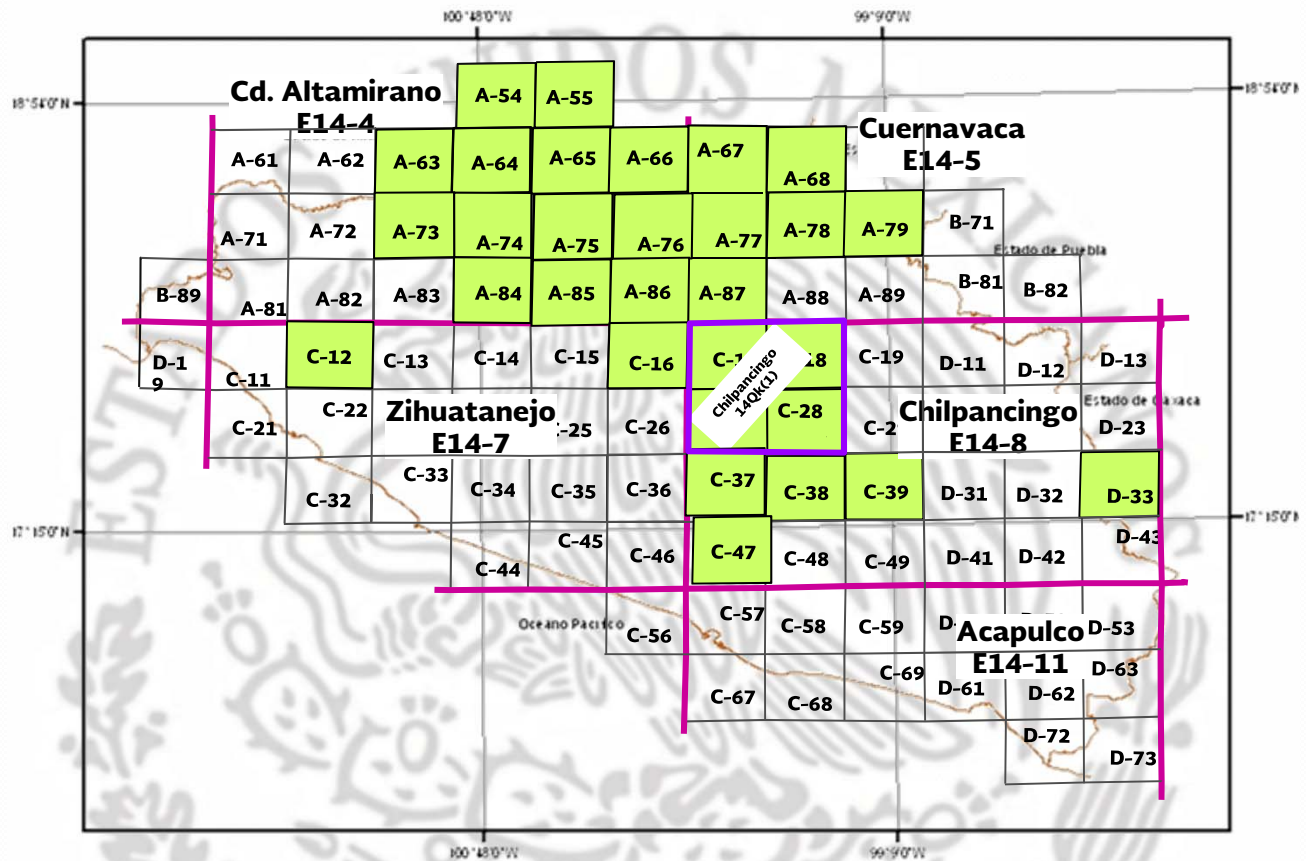 100°48'0"W 99°9'0"W
18°54'0"N 18°54'0"N
Cd. Altamirano
E14-4
A-54 A-55
Cuernavaca
E14-5
A-61 A-62 A-63 A-64 A-65 A-66 A-67 A-68
A-71 A-72 A-73 A-74 A-75 A-76 A-77 A-78 A-79 B-71
Estado de Puebla
B-89 A-81 A-82 A-83 A-84 A-85 A-86 A-87 A-88 A-89 B-81 B-82
D-1
9
C-11 C-12 C-13 C-14 C-15 C-16 C-1 18 C-19 D-11 D-12 D-13
Chilpancingo
14Qk(1)
Estado de Oaxaca
C-21 C-22 -25 C-26 C-28 C-2 D-23
Zihuatanejo
E14-7
Chilpancingo
E14-8
C-32 C-33 C-34 C-35 C-36 C-37 C-38 C-39 D-31 D-32 D-33
17°15'0"N 17°15'0"N
C-44 C-45 C-46 C-47 C-48 C-49 D-41 D-42 D-43
Oceano Pacifico
C-56 C-57 C-58 C-59 D- D-53
Acapulco
E14-11
C-67 C-68 C-69 D-61 D-62 D-63
D-72 D-73
100°48'0"W 99°9'0"W